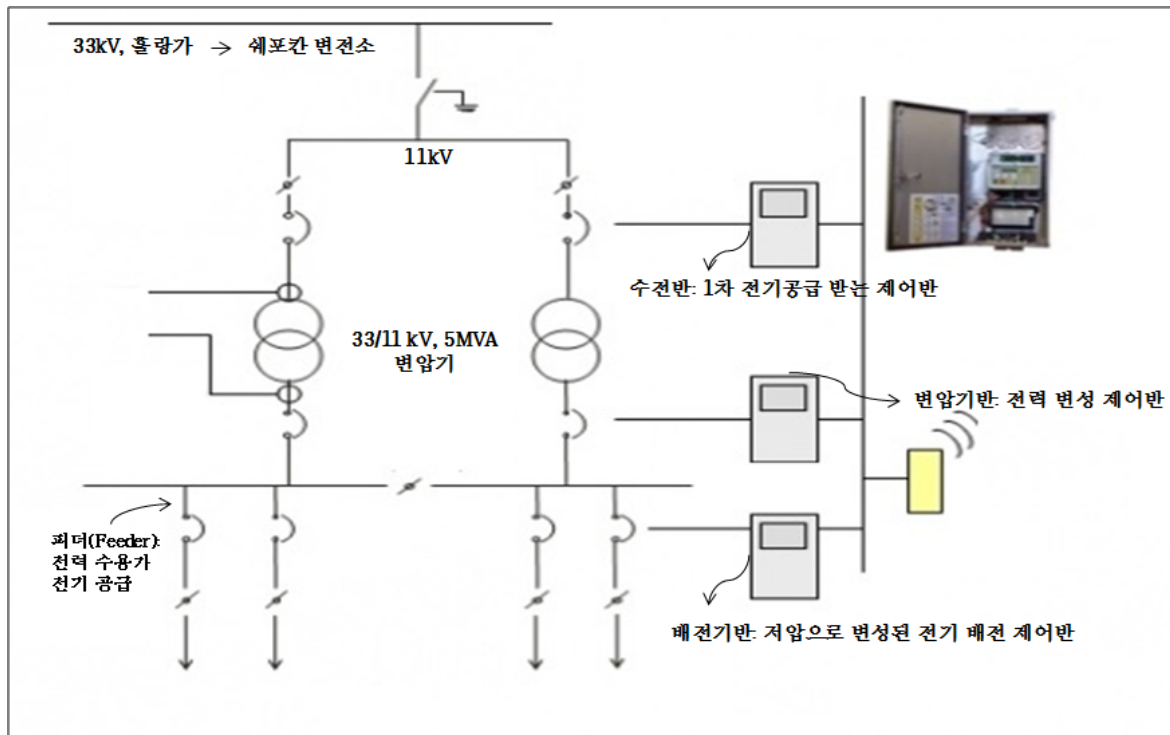 33kV, 흘랑가 → 쉐포칸 변전소
11kV
수전반: 1차 전기공급 받는 제어반
33/11 kV, 5MVA
변압기
변압기반: 전력 변성 제어반
피더(Feeder):
전력 수용가
전기 공급
배전기반: 저압으로 변성된 전기 배전 제어반